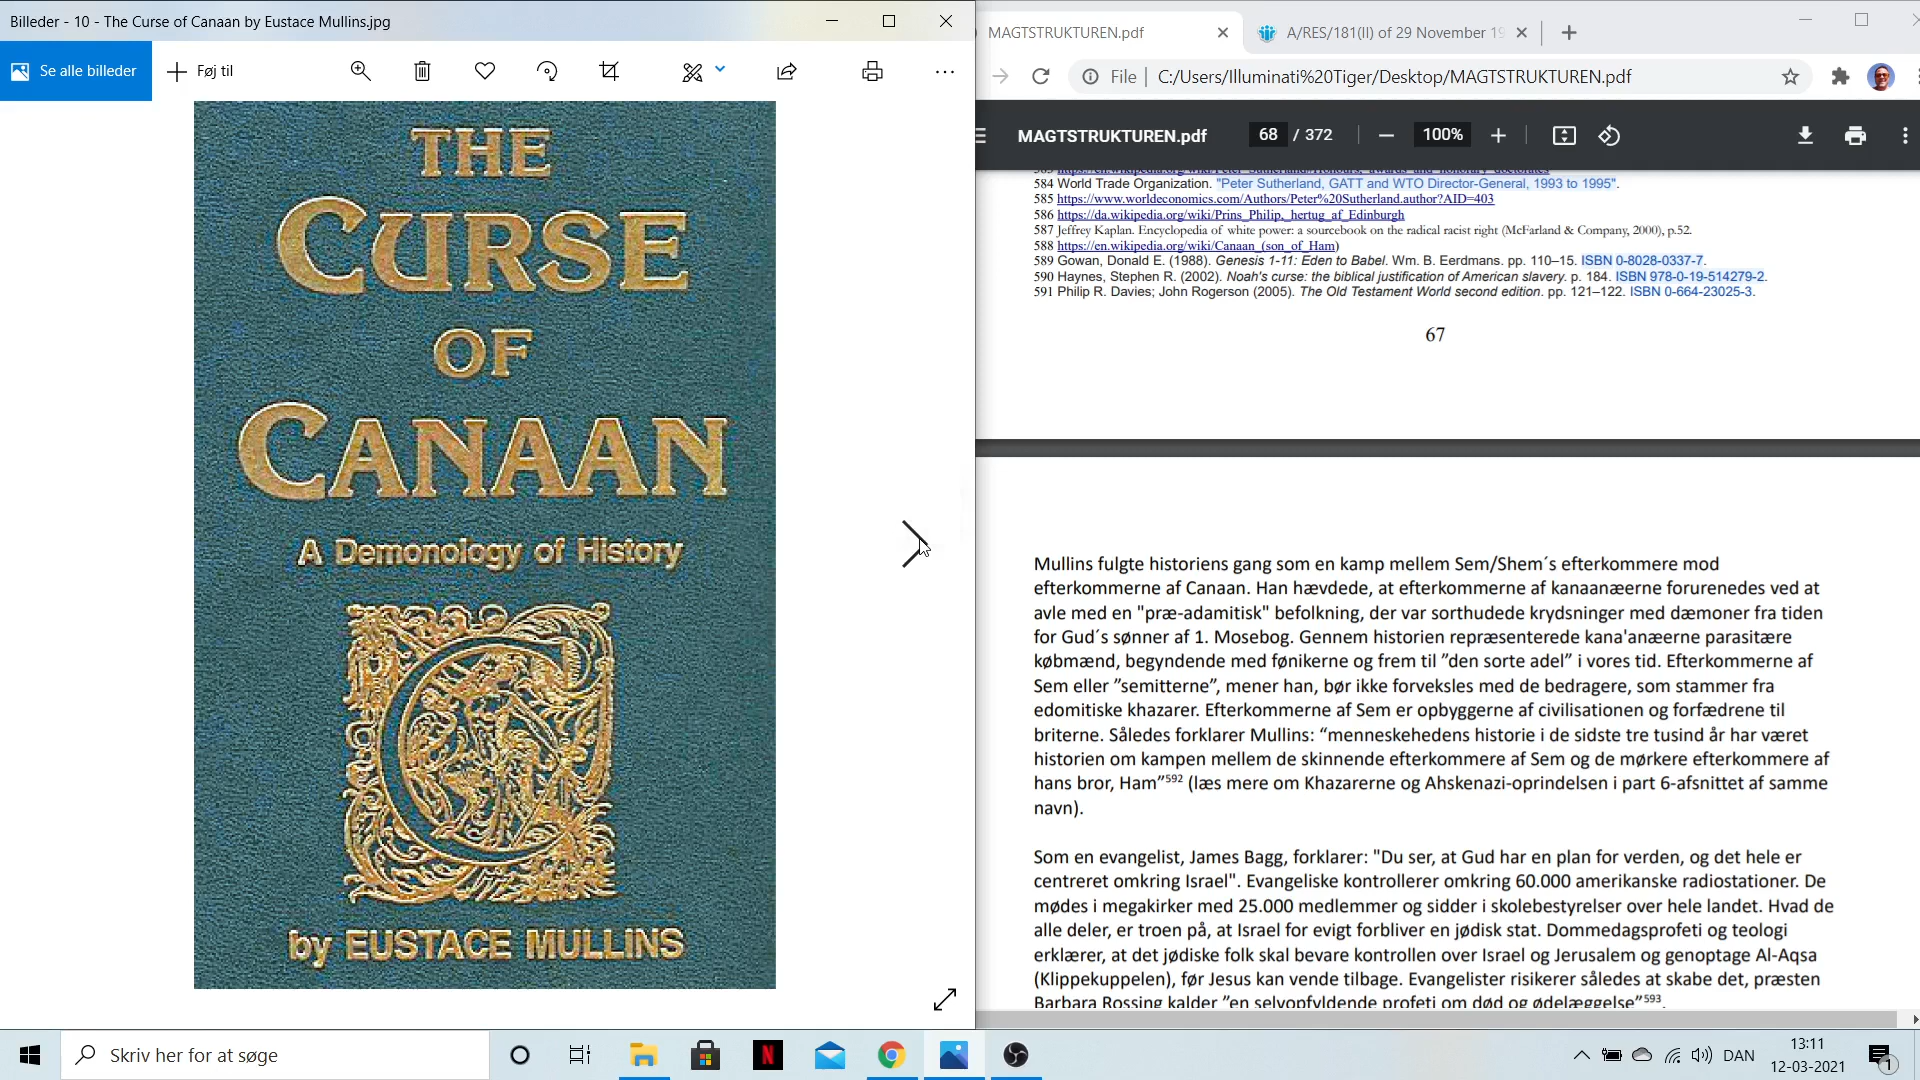 Billeder - 10 - The Curse of Canaan by Eustace Mullins.jpg
Se alle billeder
Føj til
THE
CURSE
OF
CANAAN
A Demonology of History
by EUSTACE MULLINS
MAGTSTRUKTUREN.pdf
A/RES/181(II) of 29 November 19
File
C:/Users/Illuminati%20Tiger/Desktop/MAGTSTRUKTUREN.pdf
MAGTSTRUKTUREN.pdf
68 / 372
100%
584 World Trade Organization. "Peter Sutherland, GATT and WTO Director-General, 1993 to 1995".
585 https://www.worldeconomics.com/Authors/Peter%20Sutherland.author?AID=403
586 https://da.wikipedia.org/wiki/Prins_Philip,_hertug_af_Edinburgh
587 Jeffrey Kaplan. Encyclopedia of white power: a sourcebook on the radical racist right (McFarland & Company, 2000), p.52.
588 https://en.wikipedia.org/wiki/Canaan_(son_of_Ham)
589 Gowan, Donald E. (1988). Genesis 1-11: Eden to Babel. Wm. B. Eerdmans. pp. 110–15. ISBN 0-8028-0337-7.
590 Haynes, Stephen R. (2002). Noah's curse: the biblical justification of American slavery. p. 184. ISBN 978-0-19-514279-2.
591 Philip R. Davies; John Rogerson (2005). The Old Testament World second edition. pp. 121–122. ISBN 0-664-23025-3.
67
Mullins fulgte historiens gang som en kamp mellem Sem/Shem´s efterkommere mod
efterkommerne af Canaan. Han hævdede, at efterkommerne af kanaanæerne forurenedes ved at
avle med en "præ-adamitisk" befolkning, der var sorthudede krydsninger med dæmoner fra tiden
for Gud´s sønner af 1. Mosebog. Gennem historien repræsenterede kana'anæerne parasitære
købmænd, begyndende med fønikerne og frem til ”den sorte adel” i vores tid. Efterkommerne af
Sem eller ”semitterne”, mener han, bør ikke forveksles med de bedragere, som stammer fra
edomitiske khazarer. Efterkommerne af Sem er opbyggerne af civilisationen og forfædrene til
briterne. Således forklarer Mullins: “menneskehedens historie i de sidste tre tusind år har været
historien om kampen mellem de skinnende efterkommere af Sem og de mørkere efterkommere af
hans bror, Ham”592 (læs mere om Khazarerne og Ahskenazi-oprindelsen i part 6-afsnittet af samme
navn).
Som en evangelist, James Bagg, forklarer: "Du ser, at Gud har en plan for verden, og det hele er
centreret omkring Israel". Evangeliske kontrollerer omkring 60.000 amerikanske radiostationer. De
mødes i megakirker med 25.000 medlemmer og sidder i skolebestyrelser over hele landet. Hvad de
alle deler, er troen på, at Israel for evigt forbliver en jødisk stat. Dommedagsprofeti og teologi
erklærer, at det jødiske folk skal bevare kontrollen over Israel og Jerusalem og genoptage Al-Aqsa
(Klippekuppelen), før Jesus kan vende tilbage. Evangelister risikerer således at skabe det, præsten
Barbara Rossing kalder ”en selvopfyldende profeti om død og ødelæggelse”593.
Skriv her for at søge
DAN
13:11
12-03-2021
1